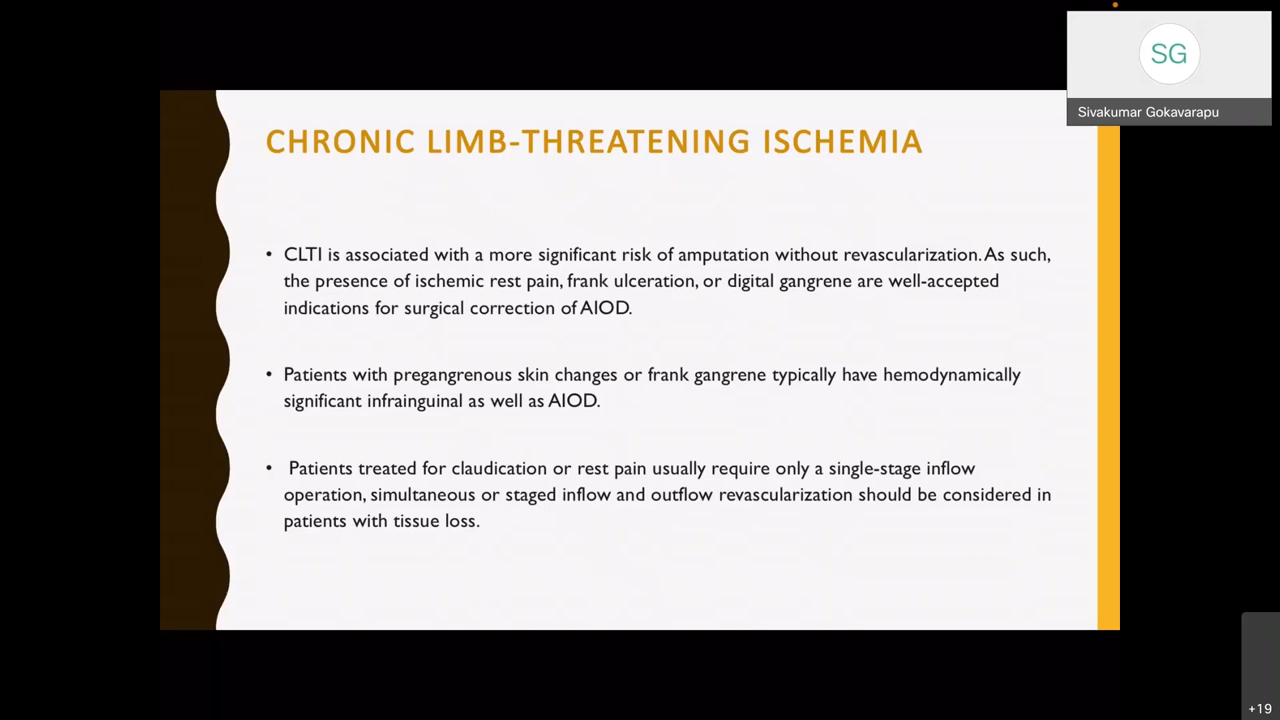 SG
Sivakumar Gokavarapu
CHRONIC LIMB-THREATENING ISCHEMIA
• CLTI is associated with a more significant risk of amputation without revascularization. As such,
the presence of ischemic rest pain, frank ulceration, or digital gangrene are well-accepted
indications for surgical correction of AIOD.
• Patients with pregangrenous skin changes or frank gangrene typically have hemodynamically
significant infrainguinal as well as AIOD.
• Patients treated for claudication or rest pain usually require only a single-stage inflow
operation, simultaneous or staged inflow and outflow revascularization should be considered in
patients with tissue loss.
+19